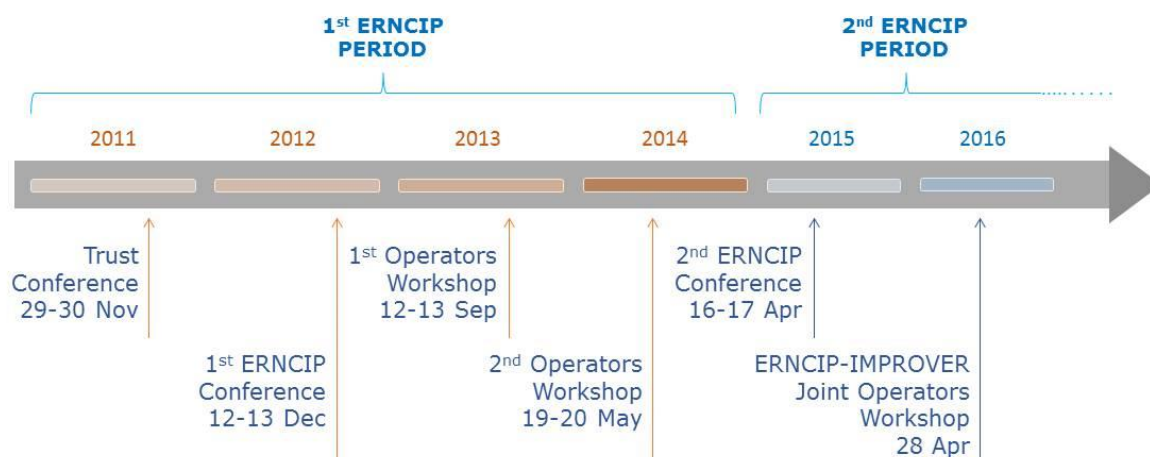 1st ERNCIP
PERIOD
2nd ERNCIP
PERIOD
2011
2012
2013
2014
2015
2016
Trust
Conference
29-30 Nov
1st ERNCIP
Conference
12-13 Dec
1st Operators
Workshop
12-13 Sep
2nd Operators
Workshop
19-20 May
2nd ERNCIP
Conference
16-17 Apr
ERNCIP-IMPROVER
Joint Operators
Workshop
28 Apr